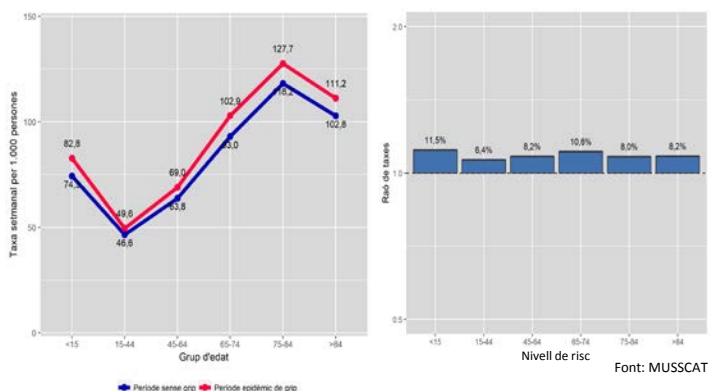 Taxa setmanal per 1.000 persones
150
100
50
0
82,8
74,3
49,6
46,6
69,0
63,8
102,9
93,0
127,7
118,2
111,2
102,8
<15 15-44 45-64 65-74 75-84 >84
Grup d'edat
Període sense grip Període epidèmic de grip
Raó de taxes
2.0
1.0
0.5
11,5% 6,4% 8,2% 10,6% 8,0% 8,2%
<15 15-44 45-64 65-74 75-84 >84
Nivell de risc
Font: MUSSCAT